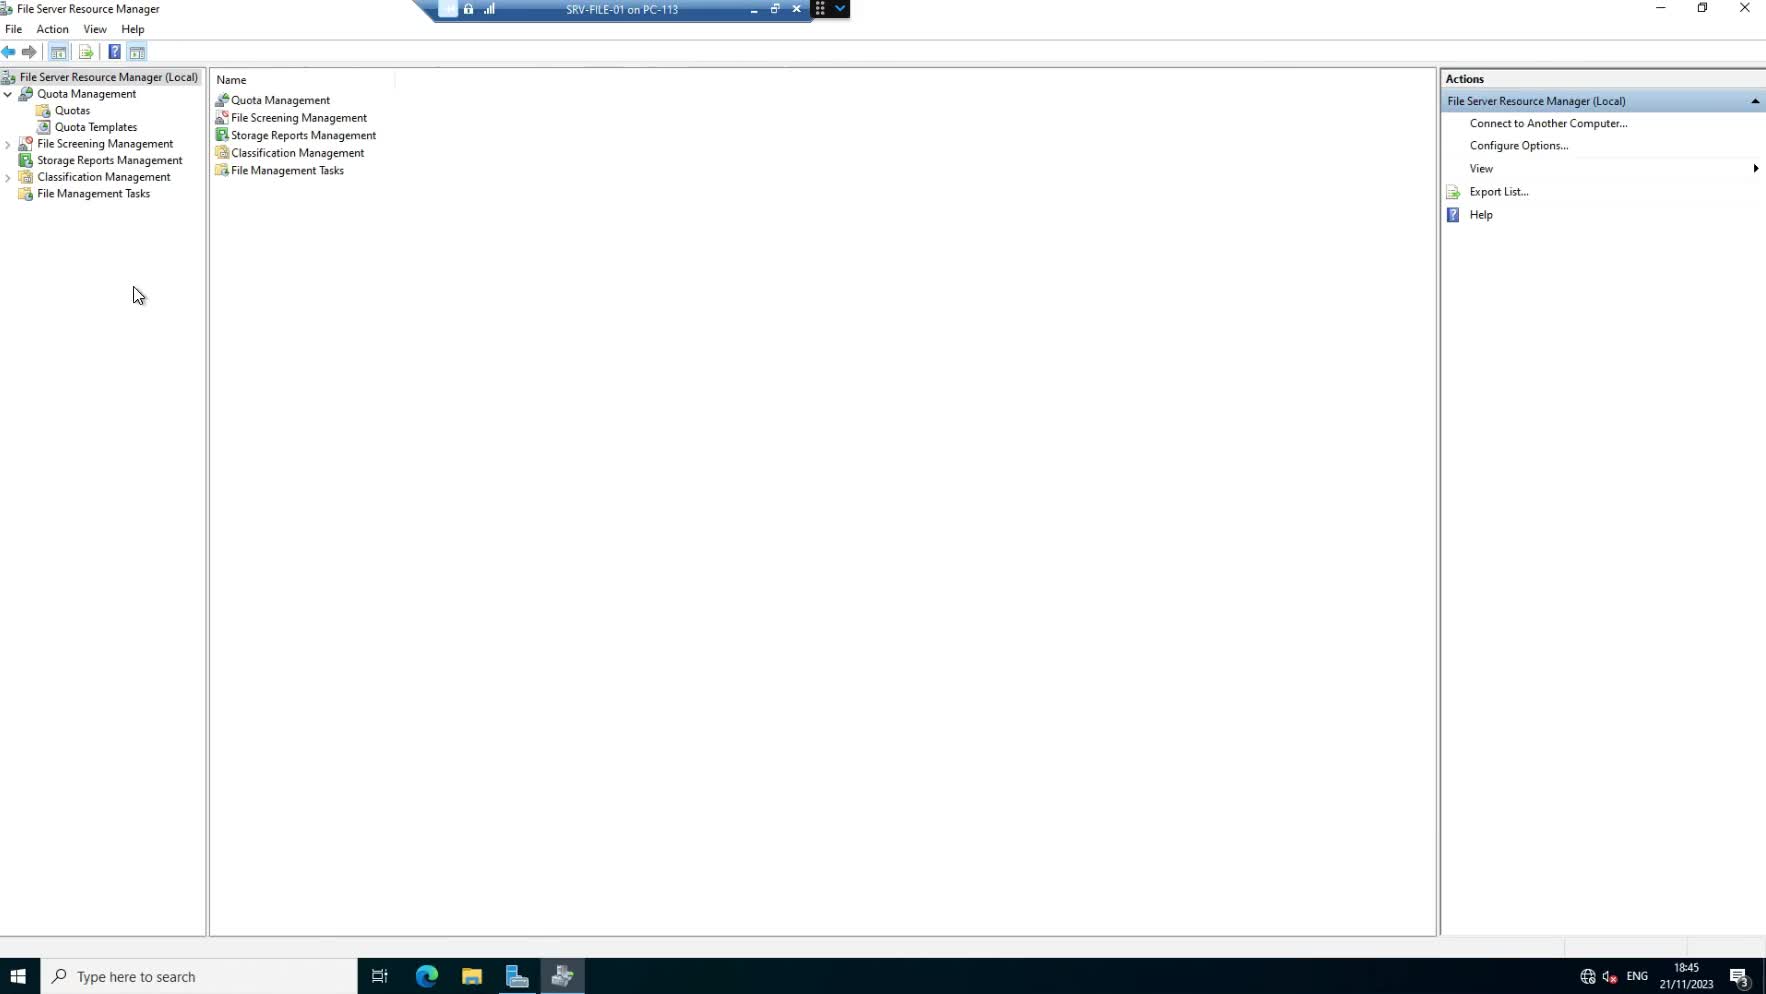 File Server Resource Manager
SRV-FILE-01 on PC-113
File Action View Help
File Server Resource Manager (Local)
Quota Management
Quotas
Quota Templates
File Screening Management
Storage Reports Management
Classification Management
File Management Tasks
Name
Quota Management
File Screening Management
Storage Reports Management
Classification Management
File Management Tasks
Actions
File Server Resource Manager (Local)
Connect to Another Computer...
Configure Options...
View
Export List...
Help
Type here to search
ENG
18:45
21/11/2023
3